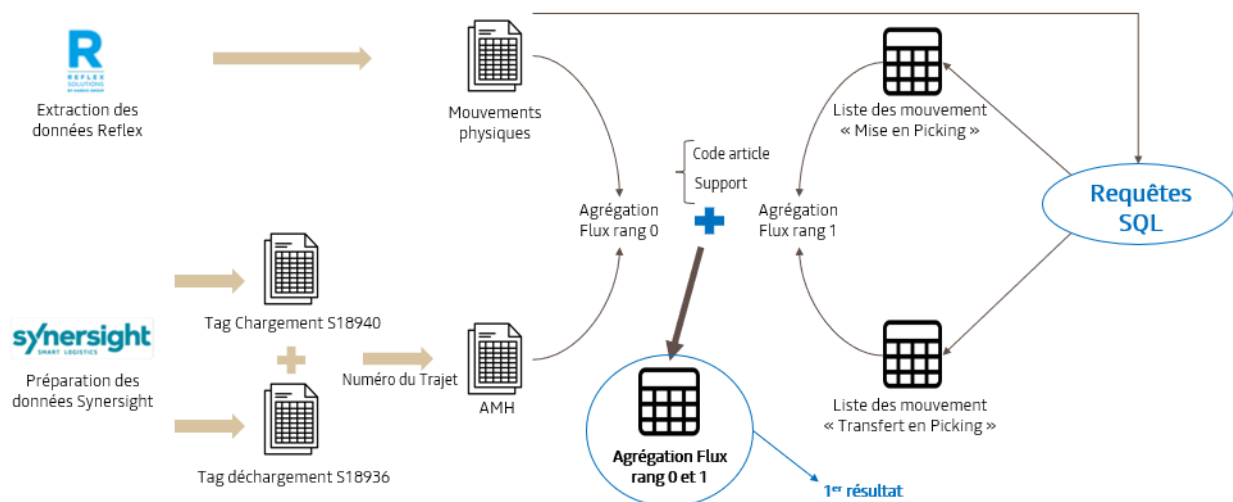 R
REFLEX
SOLUTIONS
BY HARDIS GROUP
Extraction des
données Reflex
Mouvements
physiques
Liste des mouvement
« Mise en Picking »
Code article
Support
Requêtes
SQL
Agrégation
Flux rang 0
Agrégation
Flux rang 1
synersight
SMART LOGISTICS
Préparation des
données Synersight
Tag Chargement S18940
Numéro du Trajet
AMH
Tag déchargement S18936
Liste des mouvement
« Transfert en Picking »
Agrégation Flux
rang 0 et 1
1er résultat